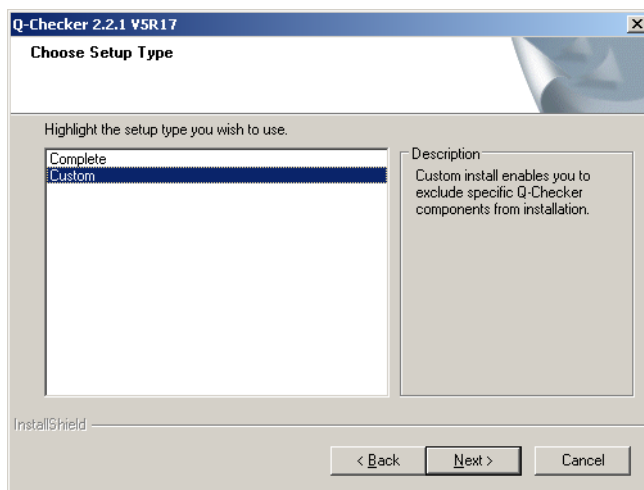 Q-Checker 2.2.1 V5R17
Choose Setup Type
Highlight the setup type you wish to use.
Complete
Custom
Description
Custom install enables you to
exclude specific Q-Checker
components from installation.
InstallShield
< Back
Next >
Cancel